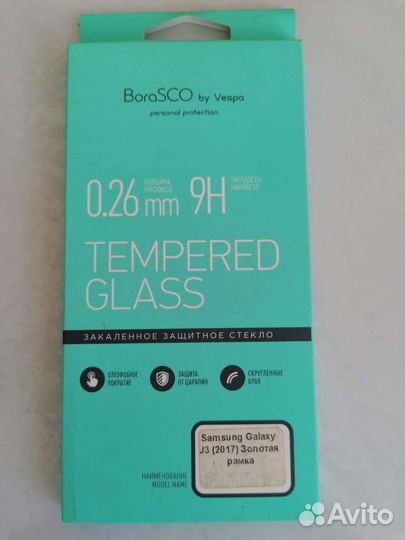 BoraSCO by Vespa
personal protection
0.26 mm ТОЛЩИНА THICKNESS 9H ТВЕРДОСТЬ HARDNESS
TEMPERED
GLASS
ЗАКАЛЕННОЕ ЗАЩИТНОЕ СТЕКЛО
ОЛЕОФОБНОЕ
ПОКРЫТИЕ
ЗАЩИТА
ОТ ЦАРАПИН
СКРУГЛЕННЫЕ
КРАЯ
НАИМЕНОВАНИЕ
MODEL NAME
Samsung Galaxy
J3 (2017) Золотая
рамка
Avito